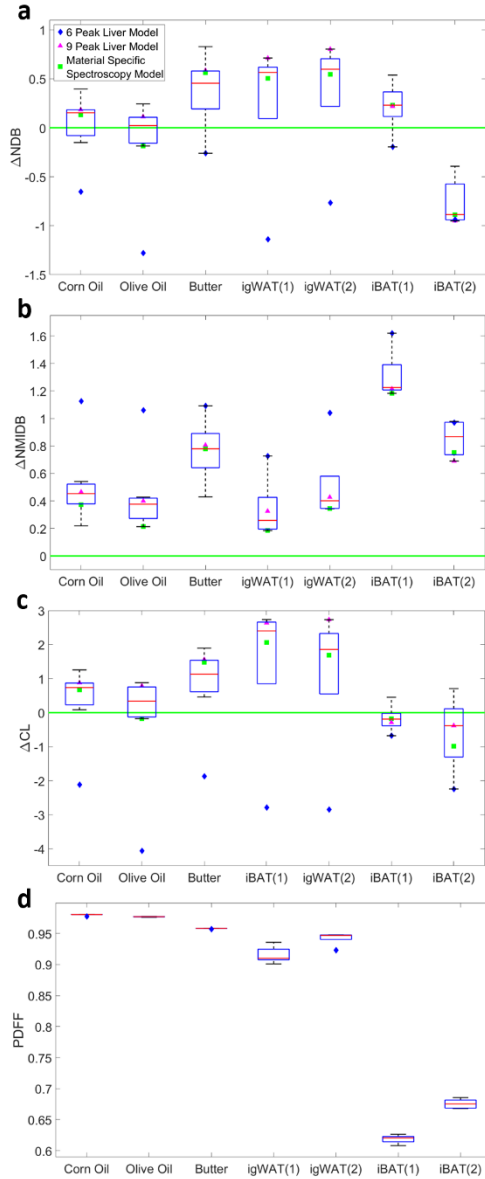 a
6 Peak Liver Model
9 Peak Liver Model
Material Specific
Spectroscopy Model
1
0.5
0
-0.5
-1
-1.5
ΔNDB
Corn Oil Olive Oil Butter igWAT(1) igWAT(2) iBAT(1) iBAT(2)
b
1.6
1.4
1.2
1
0.8
0.6
0.4
0.2
0
ΔNMIDB
Corn Oil Olive Oil Butter igWAT(1) igWAT(2) iBAT(1) iBAT(2)
c
3
2
1
0
-1
-2
-3
-4
ΔCL
Corn Oil Olive Oil Butter iBAT(1) igWAT(2) iBAT(1) iBAT(2)
d
0.95
0.9
0.85
0.8
0.75
0.7
0.65
0.6
PDFF
Corn Oil Olive Oil Butter igWAT(1) igWAT(2) iBAT(1) iBAT(2)